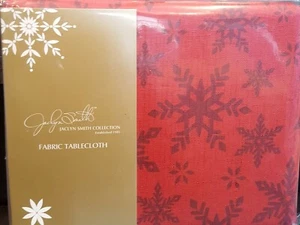 Jaclyn Smith
JACLYN SMITH COLLECTION
FABRIC TABLECLOTH